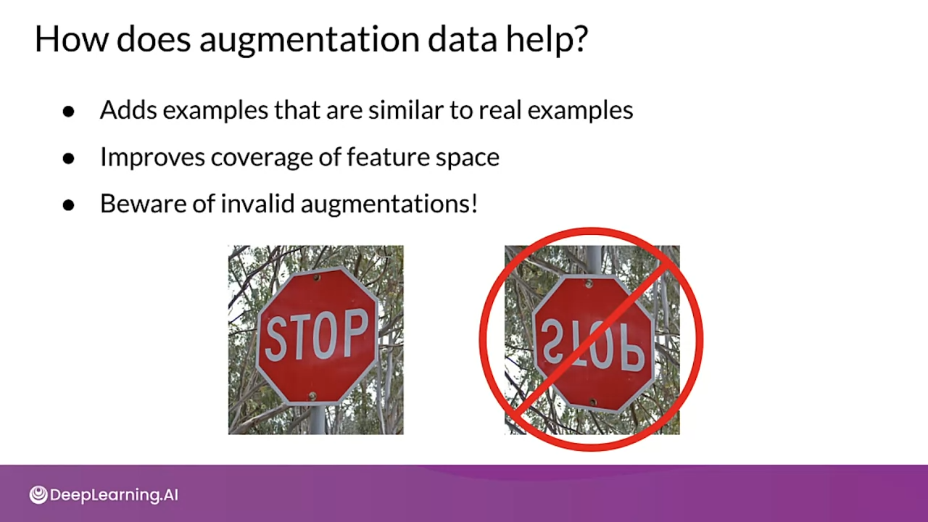 How does augmentation data help?
● Adds examples that are similar to real examples
● Improves coverage of feature space
● Beware of invalid augmentations!
STOP
STOP
DeepLearning.AI